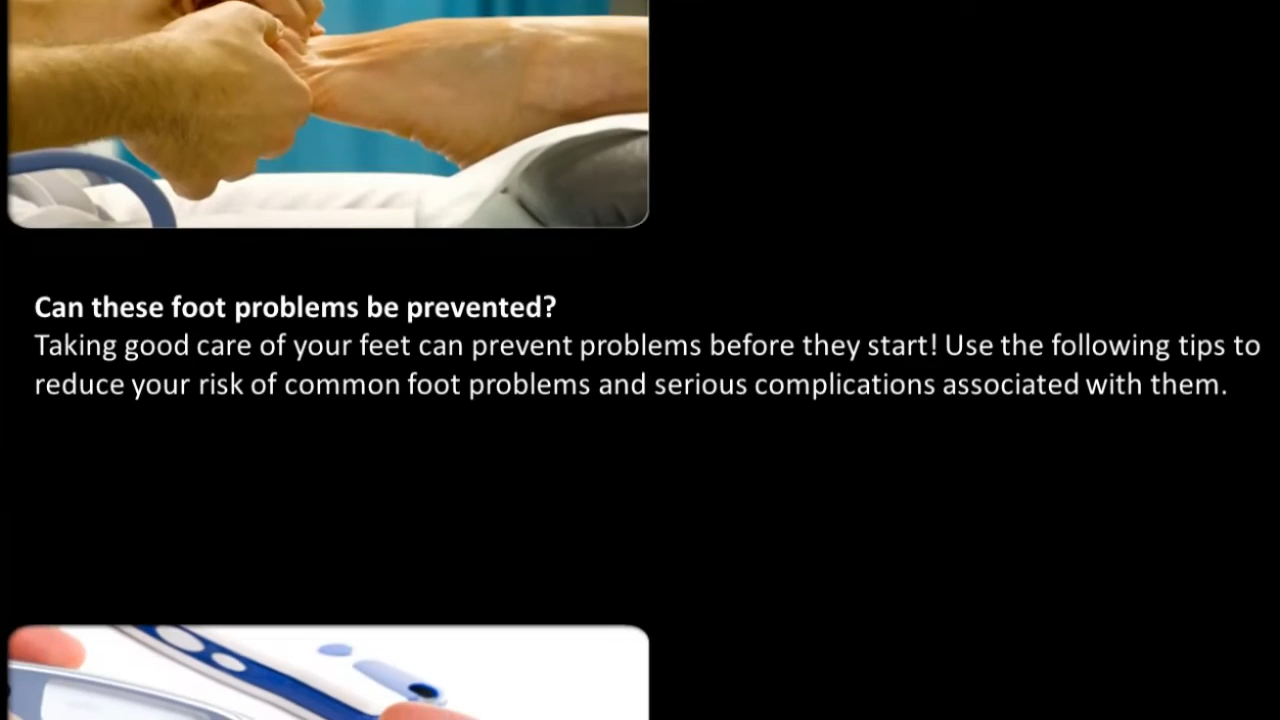 Can these foot problems be prevented?
Taking good care of your feet can prevent problems before they start! Use the following tips to
reduce your risk of common foot problems and serious complications associated with them.